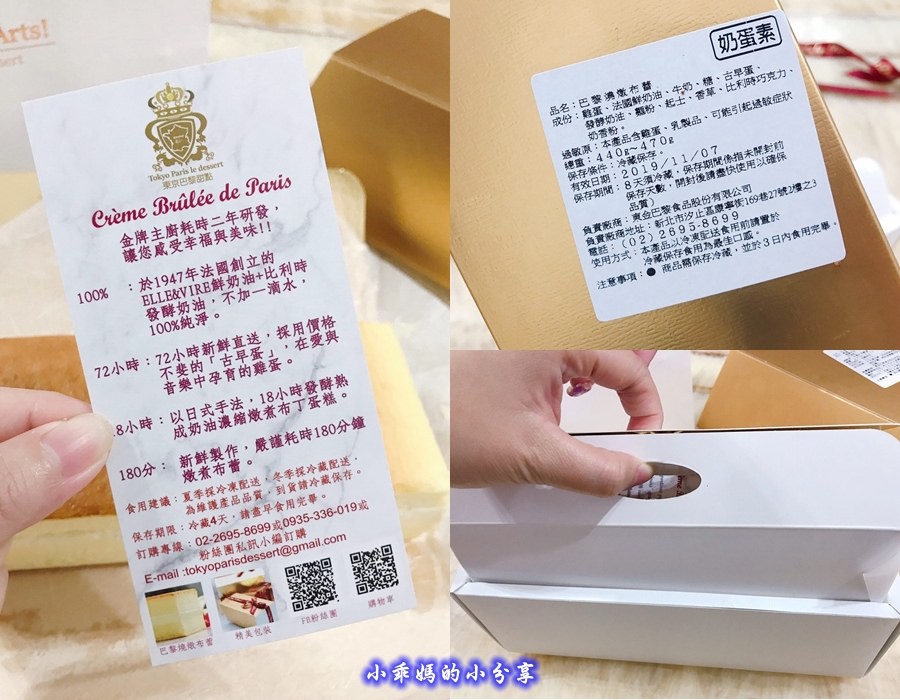 Arts!
Tokyo Paris le dessert
東京巴黎甜點
Crème Brûlée de Paris
金牌主廚耗時二年研發，
讓您感受幸福與美味!!
100% ：於1947年法國創立的
ELLE&VIRE鮮奶油+比利時
發酵奶油，不加一滴水，
100%純淨。
72小時：72小時新鮮直送，採用價格
不斐的「古早蛋」，在愛與
音樂中孕育的雞蛋。
8小時：以日式手法，18小時發酵熟
成奶油濃縮燉煮布丁蛋糕。
180分：新鮮製作，嚴謹耗時180分鐘
燉煮布蕾。
食用建議：夏季採冷凍配送，冬季採冷藏配送，
為維護產品品質，到貨請冷藏保存。
保存期限：冷藏4天，請盡早食用完畢。
訂購專線：02-2695-8699或0935-336-019或
粉絲團私訊小編訂購
E-mail :tokyoparisdessert@gmail.com
巴黎燒燉布蕾
精美包裝
FB粉絲團
購物車
奶蛋素
品名：巴黎鴻燉布蕾
成份：雞蛋、法國鮮奶油、牛奶、糖、古早蛋、
發酵奶油、麵粉、起士、香草、比利時巧克力、
奶香粉。
過敏源：本產品含雞蛋、乳製品，可能引起過敏症狀
總重：440g~470g
保存條件：冷藏保存。
有效日期：2019/11/07
保存期間：8天須冷藏，保存期間係指未開封前
保存天數，開封後請盡快使用以確保
品質)
負責廠商：東金巴黎食品股份有限公司
負責廠商地址：新北市汐止區康寧街169巷27號2樓之3
電話：(02)2695-8699
使用方式：本產品以冷凍配送食用前請置於
冷藏保存食用為最佳口感。
注意事項：● 商品需保存冷藏，並於3日內食用完畢。
小乖媽的小分享